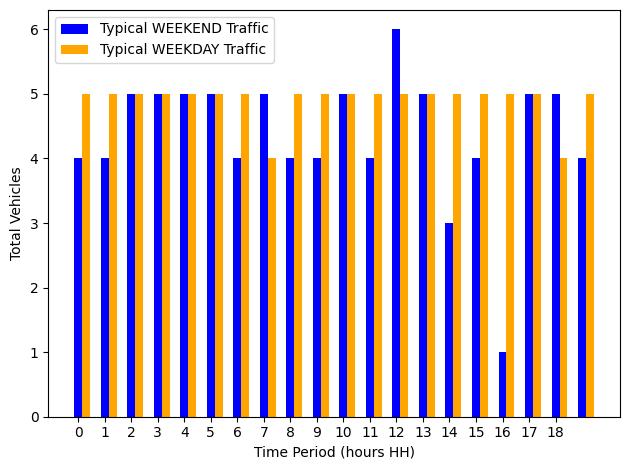 Typical WEEKEND Traffic
Typical WEEKDAY Traffic
6
5
4
3
2
1
0
Total Vehicles
0 1 2 3 4 5 6 7 8 9 10 11 12 13 14 15 16 17 18
Time Period (hours HH)